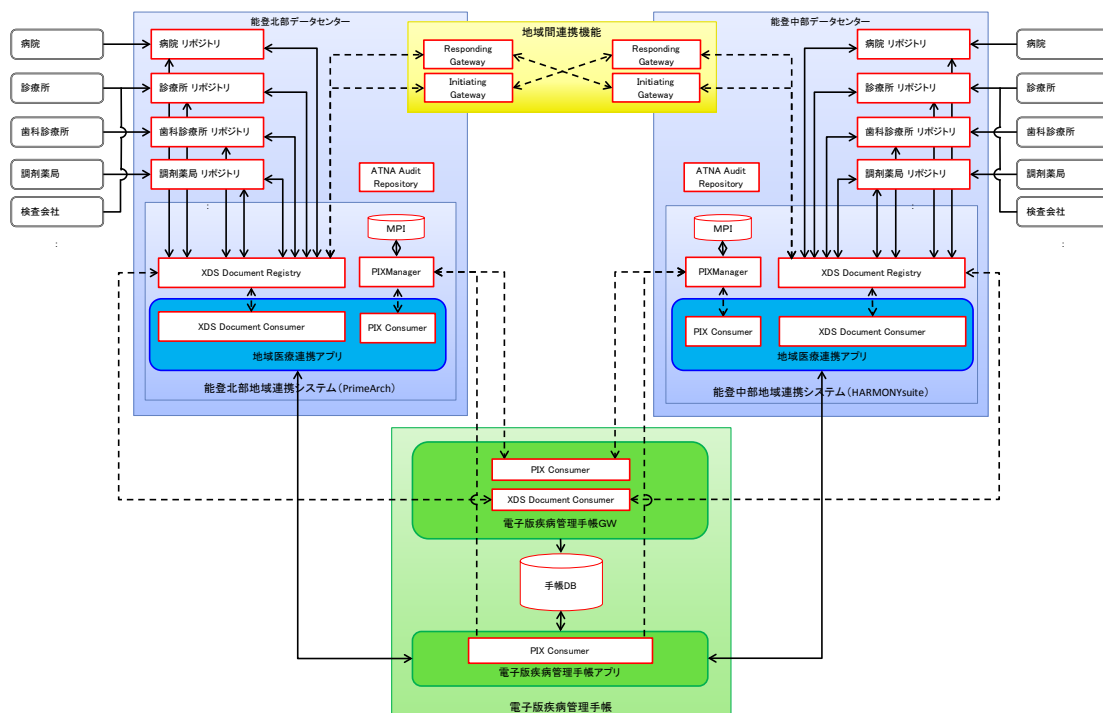 能登北部データセンター
病院
診療所
歯科診療所
調剤薬局
検査会社
:
病院 リポジトリ
診療所 リポジトリ
歯科診療所 リポジトリ
調剤薬局 リポジトリ
:
ATNA Audit
Repository
MPI
XDS Document Registry
PIXManager
XDS Document Consumer
PIX Consumer
地域医療連携アプリ
能登北部地域連携システム(PrimeArch)
地域間連携機能
Responding
Gateway
Responding
Gateway
Initiating
Gateway
Initiating
Gateway
能登中部データセンター
病院 リポジトリ
診療所 リポジトリ
歯科診療所 リポジトリ
調剤薬局 リポジトリ
:
病院
診療所
歯科診療所
調剤薬局
検査会社
:
ATNA Audit
Repository
MPI
PIXManager
XDS Document Registry
PIX Consumer
XDS Document Consumer
地域医療連携アプリ
能登中部地域連携システム(HARMONYsuite)
PIX Consumer
XDS Document Consumer
電子版疾病管理手帳GW
手帳DB
PIX Consumer
電子版疾病管理手帳アプリ
電子版疾病管理手帳